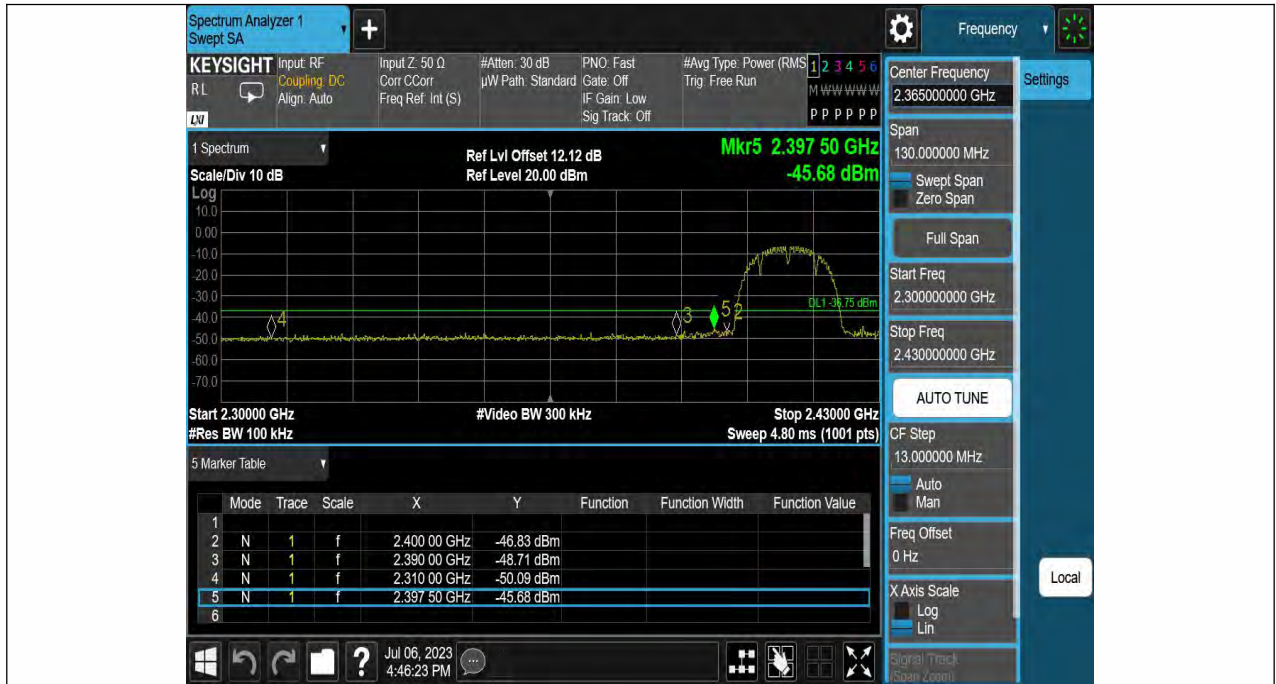 Spectrum Analyzer 1
Swept SA
+
Frequency
KEYSIGHT
R L
LXI
Input: RF
Coupling: DC
Align: Auto
Input Z: 50 Ω
Corr CCorr
Freq Ref: Int (S)
#Atten: 30 dB
µW Path: Standard
PNO: Fast
Gate: Off
IF Gain: Low
Sig Track: Off
#Avg Type: Power (RMS
Trig: Free Run
1 2 3 4 5 6
M W W W W W
P P P P P P
1 Spectrum
Scale/Div 10 dB
Ref Lvl Offset 12.12 dB
Ref Level 20.00 dBm
Mkr5 2.397 50 GHz
-45.68 dBm
Log
10.0
0.00
-10.0
-20.0
-30.0
-40.0
-50.0
-60.0
-70.0
4
3
5
2
DL1 -36.75 dBm
Start 2.30000 GHz
#Video BW 300 kHz
Stop 2.43000 GHz
#Res BW 100 kHz
Sweep 4.80 ms (1001 pts)
5 Marker Table
Mode Trace Scale X Y Function Function Width Function Value
1
2 N 1 f 2.400 00 GHz -46.83 dBm
3 N 1 f 2.390 00 GHz -48.71 dBm
4 N 1 f 2.310 00 GHz -50.09 dBm
5 N 1 f 2.397 50 GHz -45.68 dBm
6
?
Jul 06, 2023
4:46:23 PM
Center Frequency
2.365000000 GHz
Settings
Span
130.000000 MHz
Swept Span
Zero Span
Full Span
Start Freq
2.300000000 GHz
Stop Freq
2.430000000 GHz
AUTO TUNE
CF Step
13.000000 MHz
Auto
Man
Freq Offset
0 Hz
Local
X Axis Scale
Log
Lin
Signal Track
(Span Zoom)